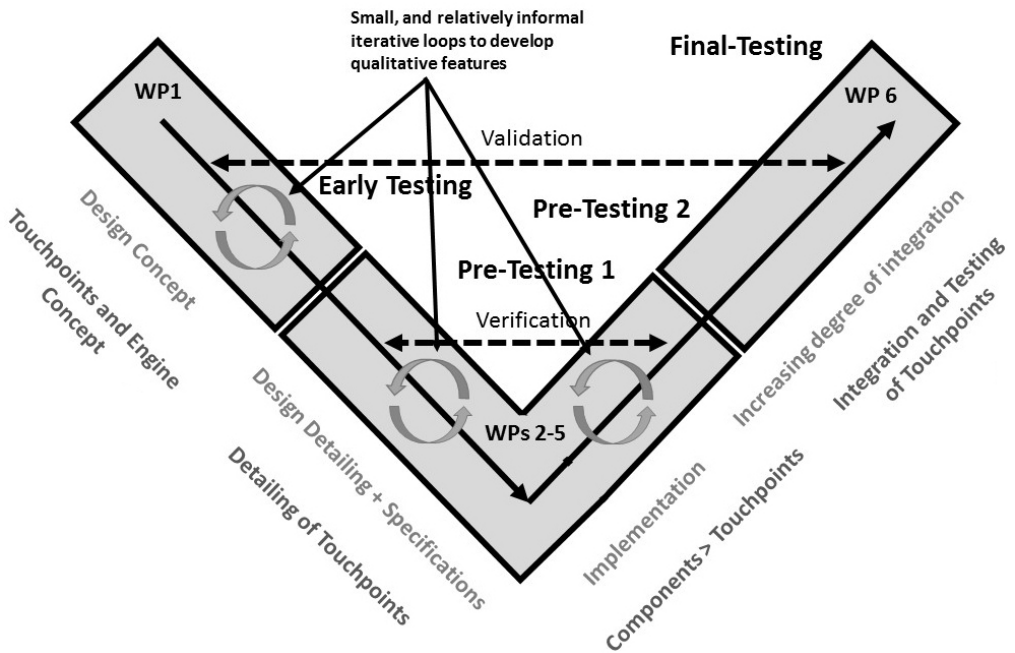 Small, and relatively informal
iterative loops to develop
qualitative features
Final-Testing
WP1
WP 6
Validation
Early Testing
Pre-Testing 2
Pre-Testing 1
Verification
WPs 2-5
Design Concept
Touchpoints and Engine
Concept
Design Detailing + Specifications
Detailing of Touchpoints
Implementation
Components > Touchpoints
Increasing degree of integration
Integration and Testing
of Touchpoints